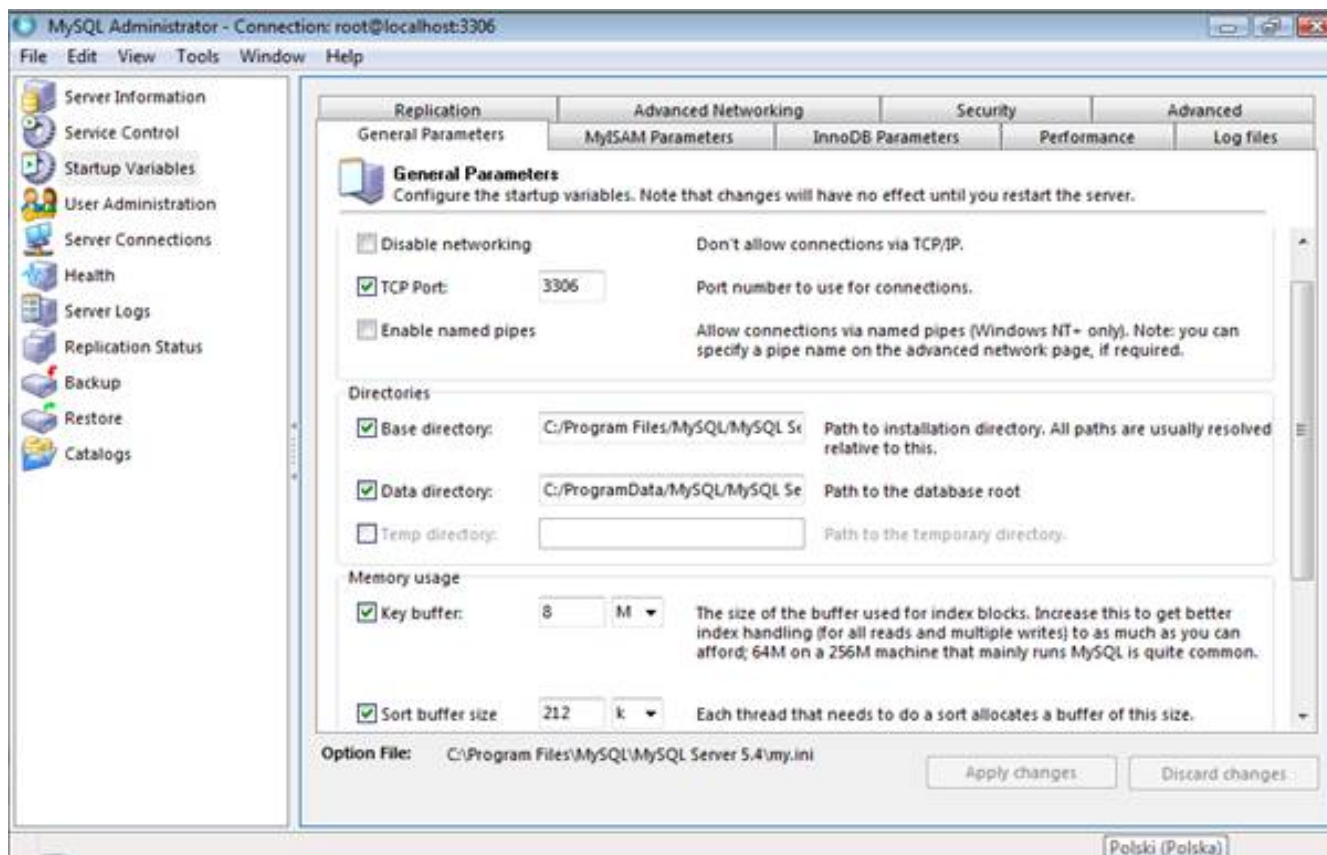 MySQL Administrator - Connection: root@localhost:3306
File Edit View Tools Window Help
Server Information
Service Control
Startup Variables
User Administration
Server Connections
Health
Server Logs
Replication Status
Backup
Restore
Catalogs
Replication Advanced Networking Security Advanced
General Parameters MyISAM Parameters InnoDB Parameters Performance Log files
General Parameters
Configure the startup variables. Note that changes will have no effect until you restart the server.
Disable networking Don't allow connections via TCP/IP.
TCP Port: 3306 Port number to use for connections.
Enable named pipes Allow connections via named pipes (Windows NT+ only). Note: you can
specify a pipe name on the advanced network page, if required.
Directories
Base directory: C:/Program Files/MySQL/MySQL Se Path to installation directory. All paths are usually resolved
relative to this.
Data directory: C:/ProgramData/MySQL/MySQL Se Path to the database root
Temp directory: Path to the temporary directory.
Memory usage
Key buffer: 8 M The size of the buffer used for index blocks. Increase this to get better
index handling (for all reads and multiple writes) to as much as you can
afford; 64M on a 256M machine that mainly runs MySQL is quite common.
Sort buffer size 212 k Each thread that needs to do a sort allocates a buffer of this size.
Option File: C:\Program Files\MySQL\MySQL Server 5.4\my.ini
Apply changes Discard changes
Polski (Polska)